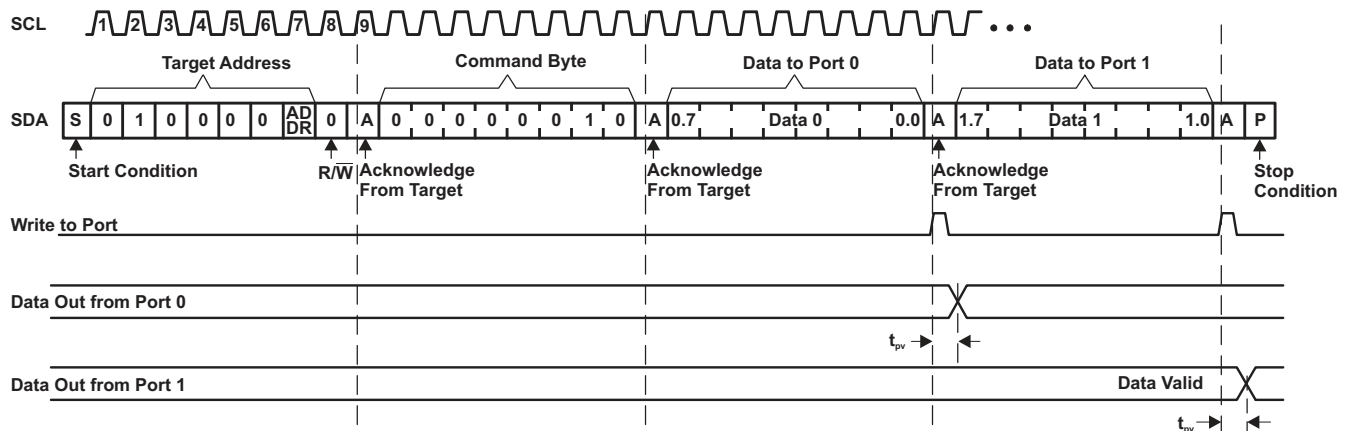 SCL 1 2 3 4 5 6 7 8 9
Target Address Command Byte Data to Port 0 Data to Port 1
SDA S 0 1 0 0 0 0 AD DR 0 A 0 0 0 0 0 0 1 0 A 0.7 Data 0 0.0 A 1.7 Data 1 1.0 A P
Start Condition R/W̅ Acknowledge From Target Acknowledge From Target Acknowledge From Target Stop Condition
Write to Port
Data Out from Port 0
tpv
Data Out from Port 1 Data Valid
tpv